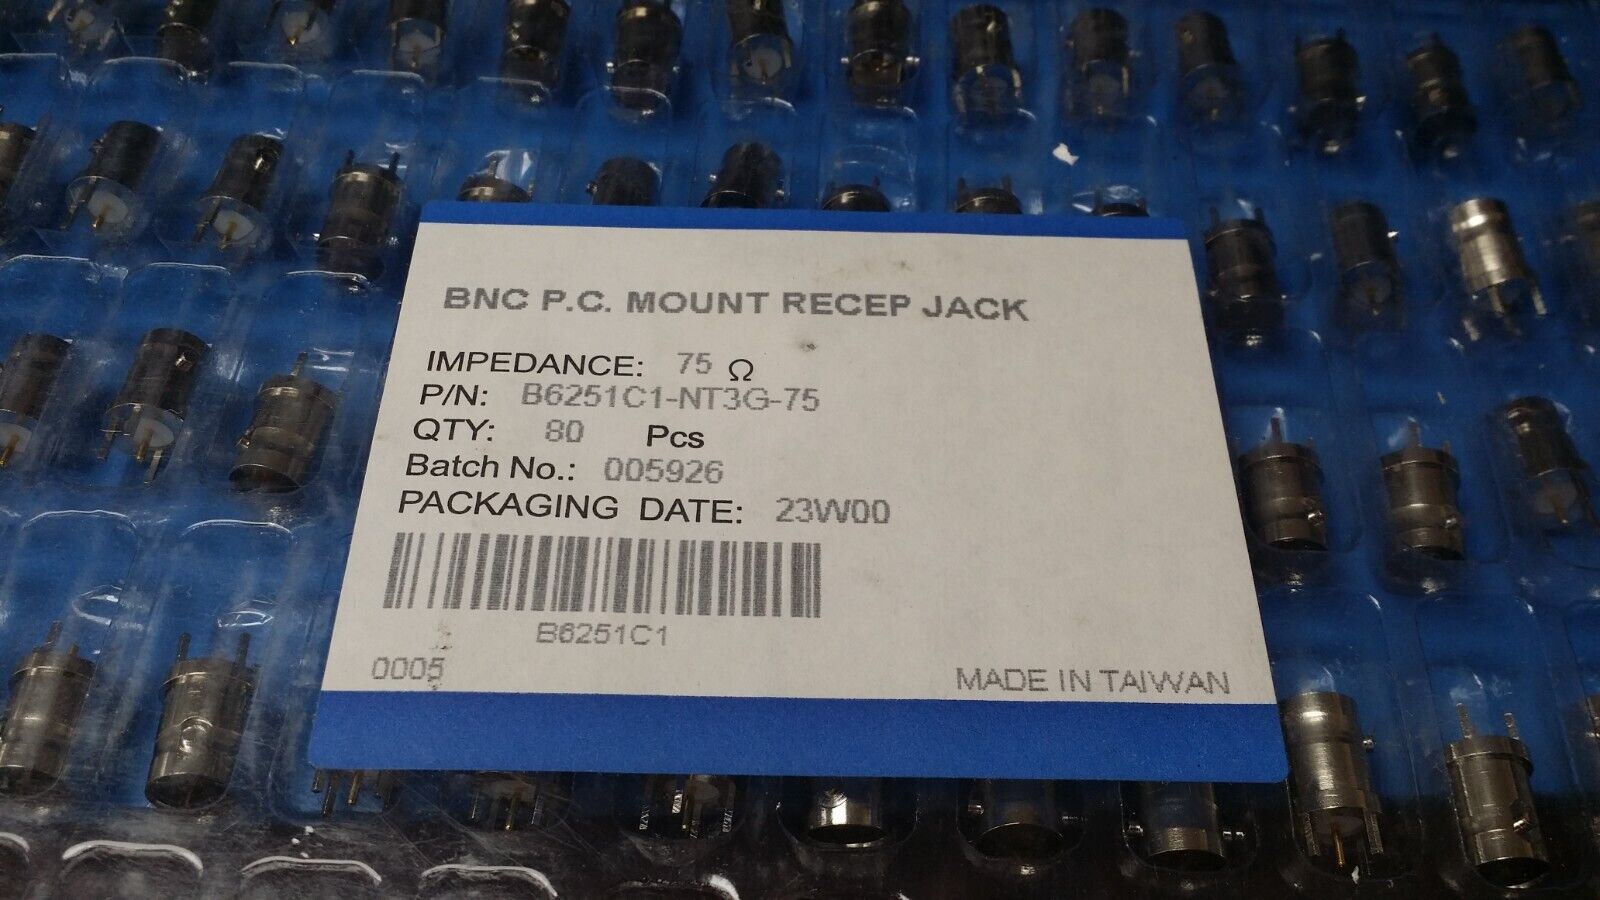 BNC P.C. MOUNT RECEP JACK
IMPEDANCE: 75 Ω
P/N: B6251C1-NT3G-75
QTY: 80 Pcs
Batch No.: 005926
PACKAGING DATE: 23W00
B6251C1
0005
MADE IN TAIWAN